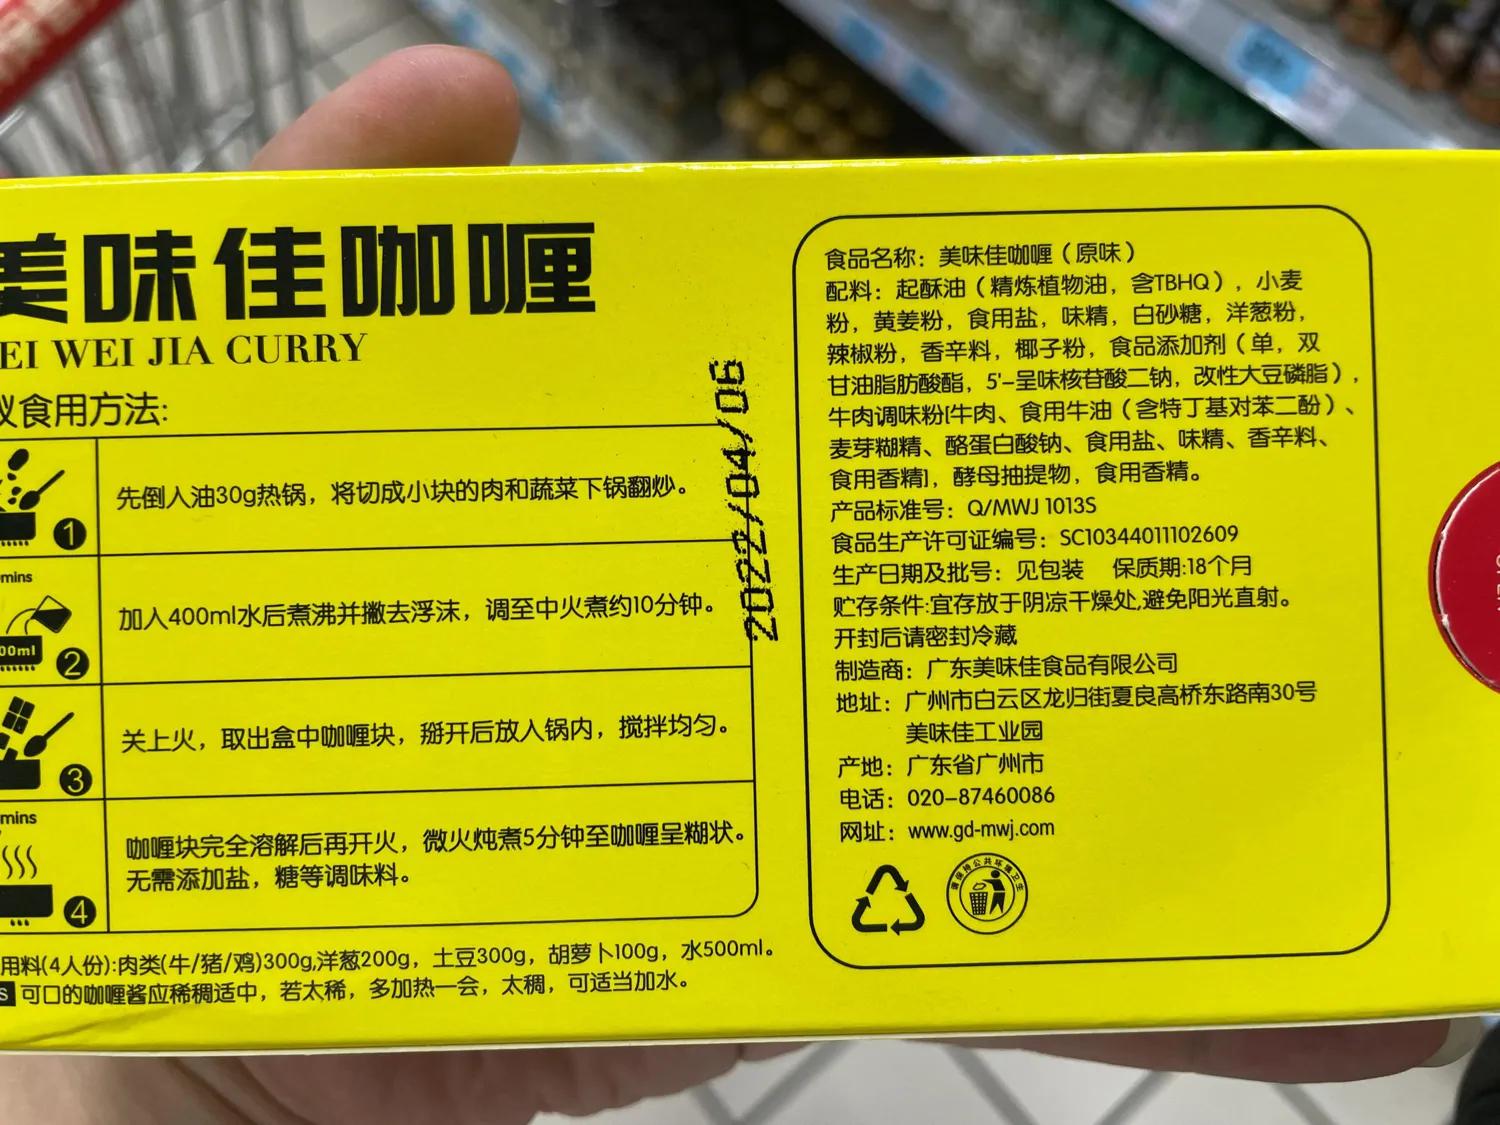 美味佳咖喱
EI WEI JIA CURRY
议食用方法:
先倒入油30g热锅，将切成小块的肉和蔬菜下锅翻炒。
1
mins
加入400ml水后煮沸并撇去浮沫，调至中火煮约10分钟。
00ml
2
关上火，取出盒中咖喱块，掰开后放入锅内，搅拌均匀。
3
mins
咖喱块完全溶解后再开火，微火炖煮5分钟至咖喱呈糊状。
无需添加盐，糖等调味料。
4
用料(4人份):肉类(牛/猪/鸡)300g,洋葱200g，土豆300g，胡萝卜100g，水500ml。
S 可口的咖喱酱应稀稠适中，若太稀，多加热一会，太稠，可适当加水。
2022/04/06
食品名称：美味佳咖喱（原味）
配料：起酥油（精炼植物油，含TBHQ），小麦
粉，黄姜粉，食用盐，味精，白砂糖，洋葱粉，
辣椒粉，香辛料，椰子粉，食品添加剂（单，双
甘油脂肪酸酯，5'-呈味核苷酸二钠，改性大豆磷脂），
牛肉调味粉[牛肉、食用牛油（含特丁基对苯二酚）、
麦芽糊精、酪蛋白酸钠、食用盐、味精、香辛料、
食用香精]，酵母抽提物，食用香精。
产品标准号：Q/MWJ 1013S
食品生产许可证编号：SC10344011102609
生产日期及批号：见包装 保质期:18个月
贮存条件:宜存放于阴凉干燥处,避免阳光直射。
开封后请密封冷藏
制造商：广东美味佳食品有限公司
地址：广州市白云区龙归街夏良高桥东路南30号
美味佳工业园
产地：广东省广州市
电话：020-87460086
网址：www.gd-mwj.com